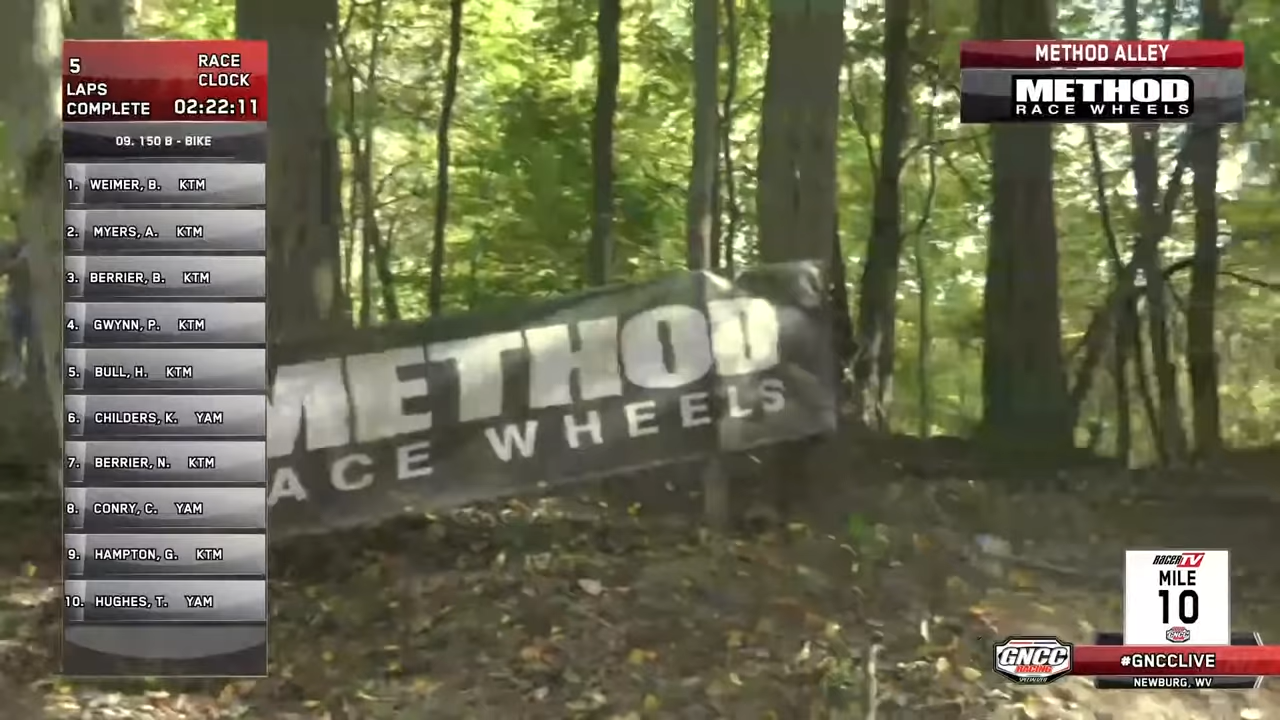 5
LAPS
COMPLETE
RACE
CLOCK
02:22:11
09. 150 B - BIKE
1. WEIMER, B. KTM
2. MYERS, A. KTM
3. BERRIER, B. KTM
4. GWYNN, P. KTM
5. BULL, H. KTM
6. CHILDERS, K. YAM
7. BERRIER, N. KTM
8. CONRY, C. YAM
9. HAMPTON, G. KTM
10. HUGHES, T. YAM
METHOD ALLEY
METHOD
RACE WHEELS
METHOD
ACE WHEELS
RACER TV
MILE
10
GNCC
RACING
#GNCCLIVE
NEWBURG, WV